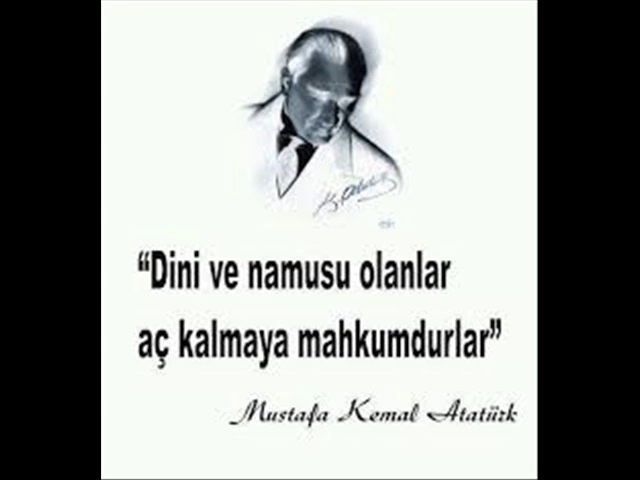 “Dini ve namusu olanlar
aç kalmaya mahkumdurlar”
Mustafa Kemal Atatürk